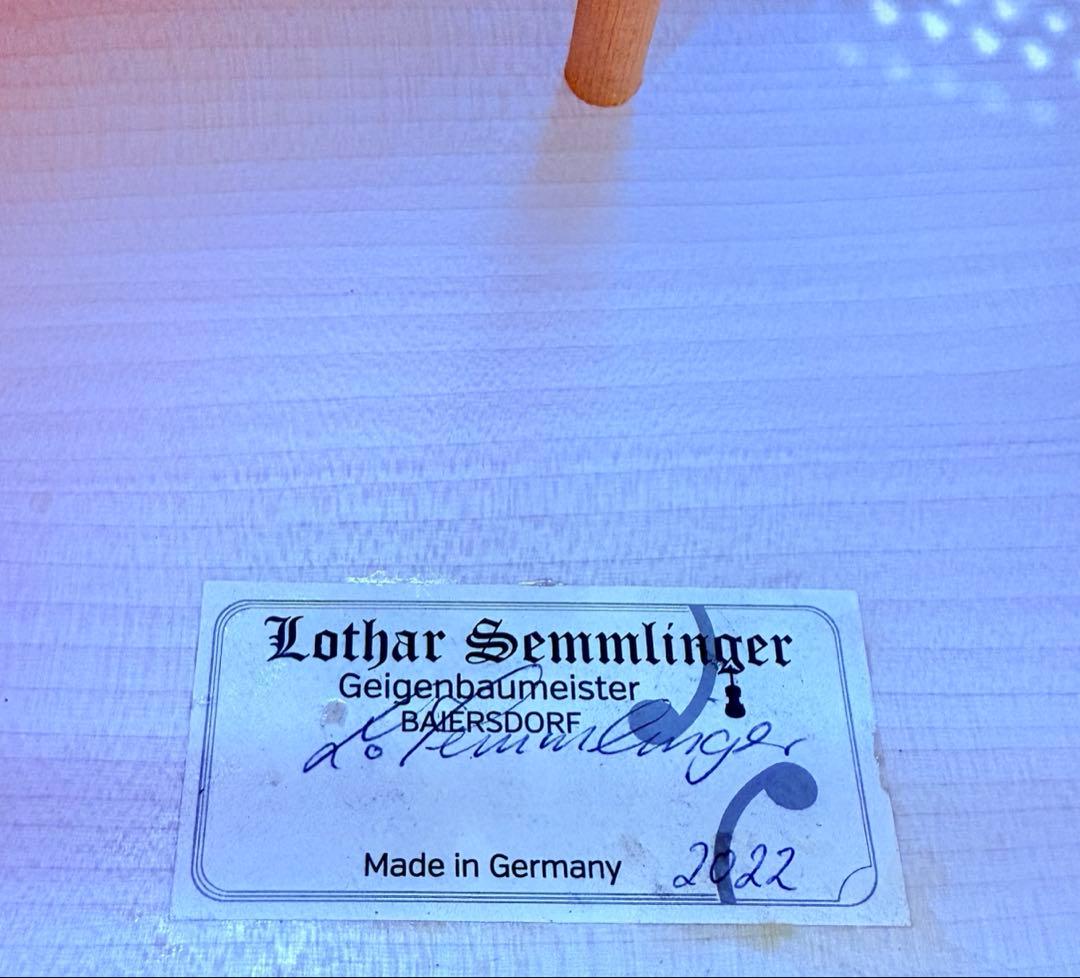 Lothar Semmlinger
Geigenbaumeister
BAIERSDORF
L. Semmlinger
Made in Germany 2022